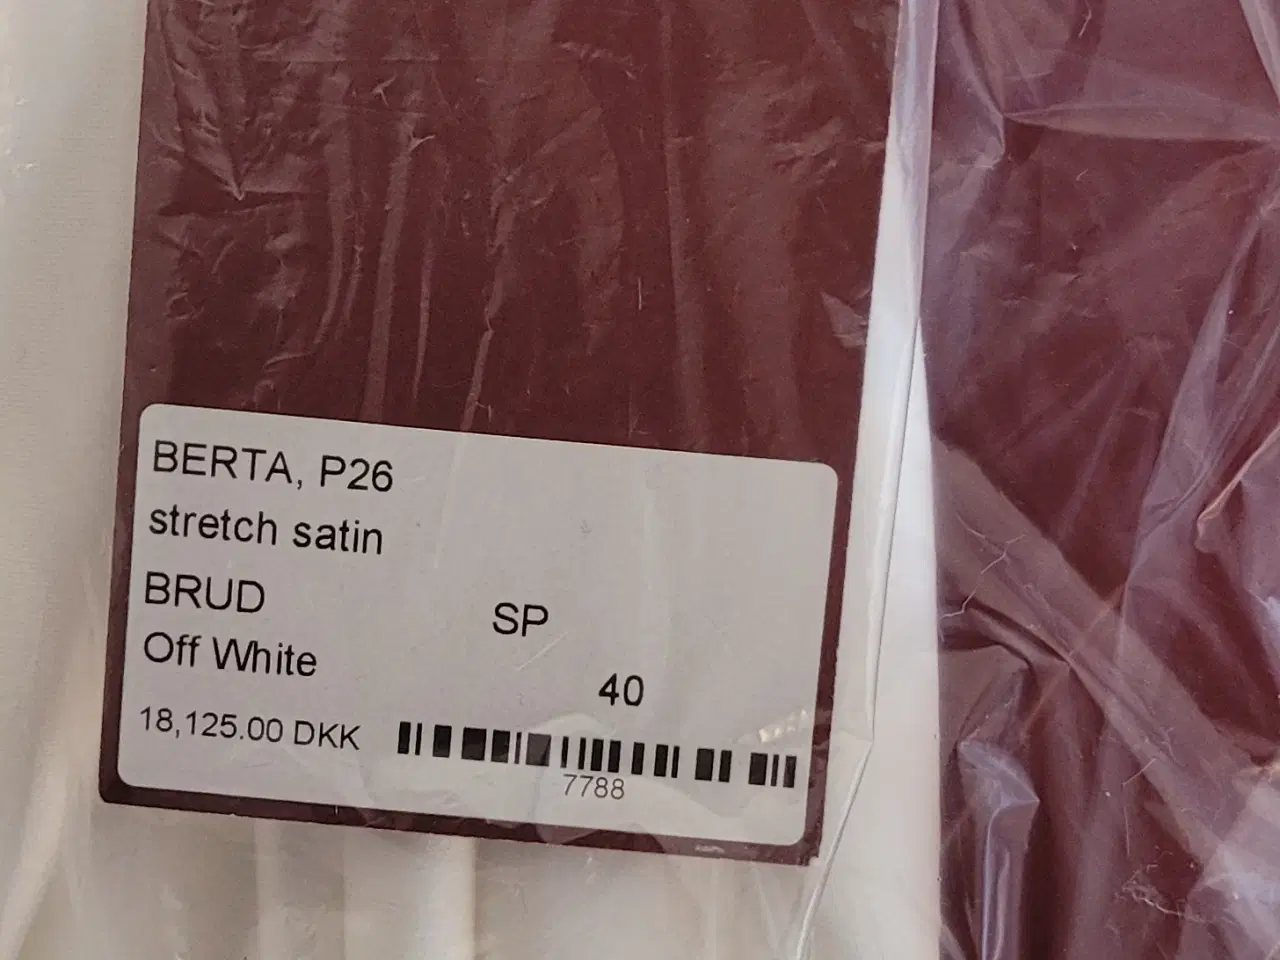 BERTA, P26
stretch satin
BRUD SP
Off White 40
18,125.00 DKK
7788